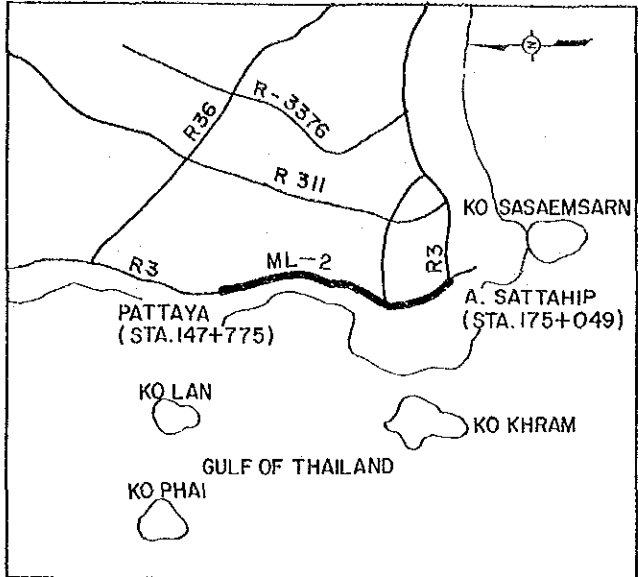 N
R-3376
R36
R 311
KO SASAEMSARN
R3
ML-2
R3
PATTAYA
(STA.147+775)
A. SATTAHIP
(STA.175+049)
KO LAN
KO KHRAM
GULF OF THAILAND
KO PHAI